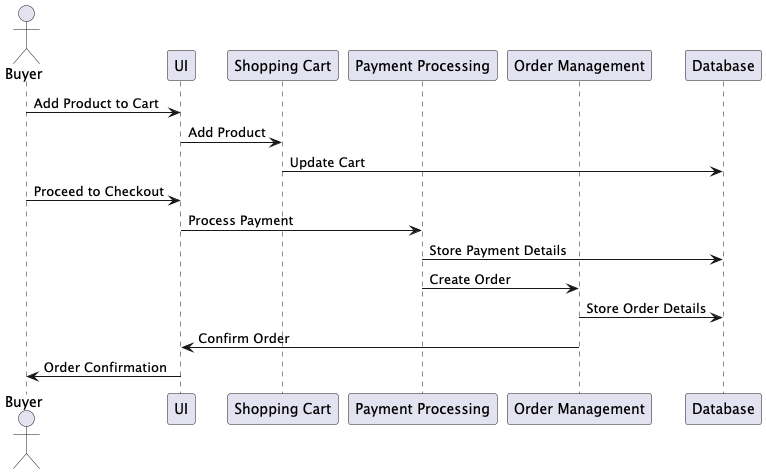 Buyer
UI
Shopping Cart
Payment Processing
Order Management
Database
Add Product to Cart
Add Product
Update Cart
Proceed to Checkout
Process Payment
Store Payment Details
Create Order
Store Order Details
Confirm Order
Order Confirmation
Buyer
UI
Shopping Cart
Payment Processing
Order Management
Database